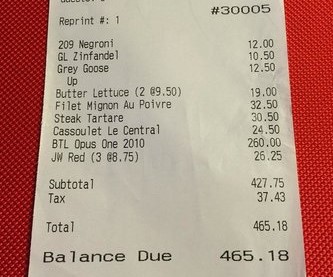 #30005
Reprint #: 1
209 Negroni 12.00
GL Zinfandel 10.50
Grey Goose 12.50
Up
Butter Lettuce (2 @9.50) 19.00
Filet Mignon Au Poivre 32.50
Steak Tartare 30.50
Cassoulet Le Central 24.50
BTL Opus One 2010 260.00
JW Red (3 @8.75) 26.25
Subtotal 427.75
Tax 37.43
Total 465.18
Balance Due 465.18